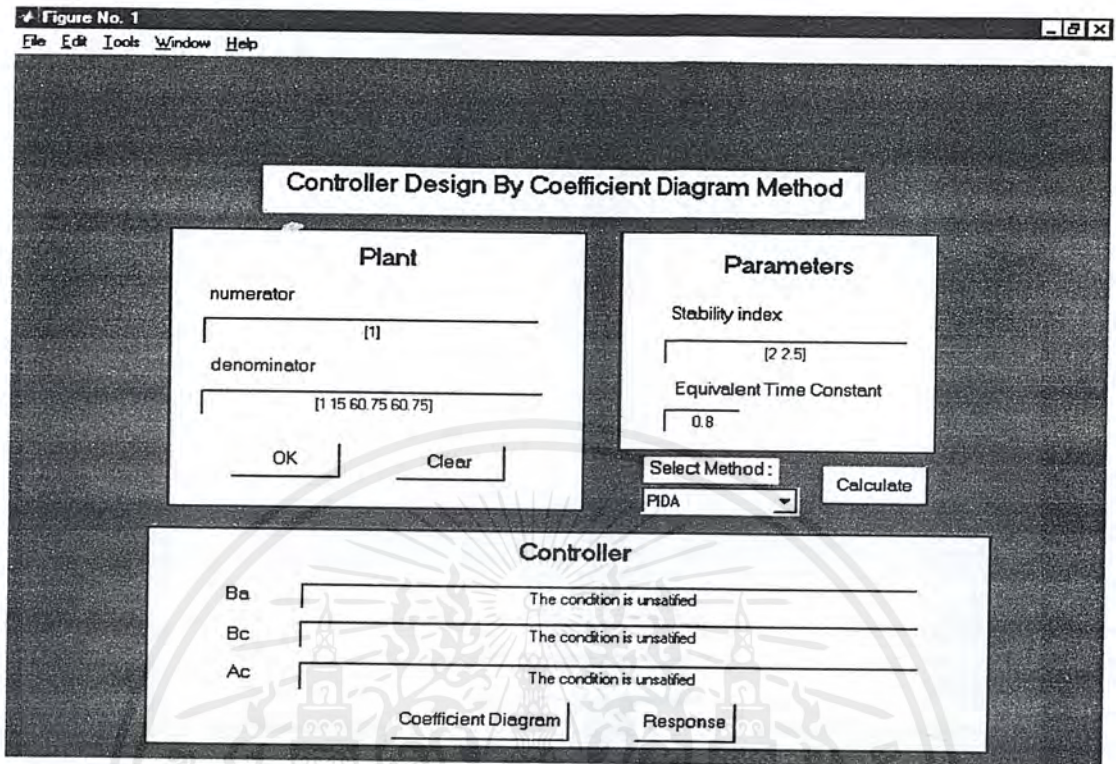 Figure No. 1
File Edit Tools Window Help
Controller Design By Coefficient Diagram Method
Plant
numerator
[1]
denominator
[1 15 60.75 60.75]
OK
Clear
Parameters
Stability index
[2 2.5]
Equivalent Time Constant
0.8
Select Method :
PIDA
Calculate
Controller
Ba
The condition is unsatified
Bc
The condition is unsatified
Ac
The condition is unsatified
Coefficient Diagram
Response